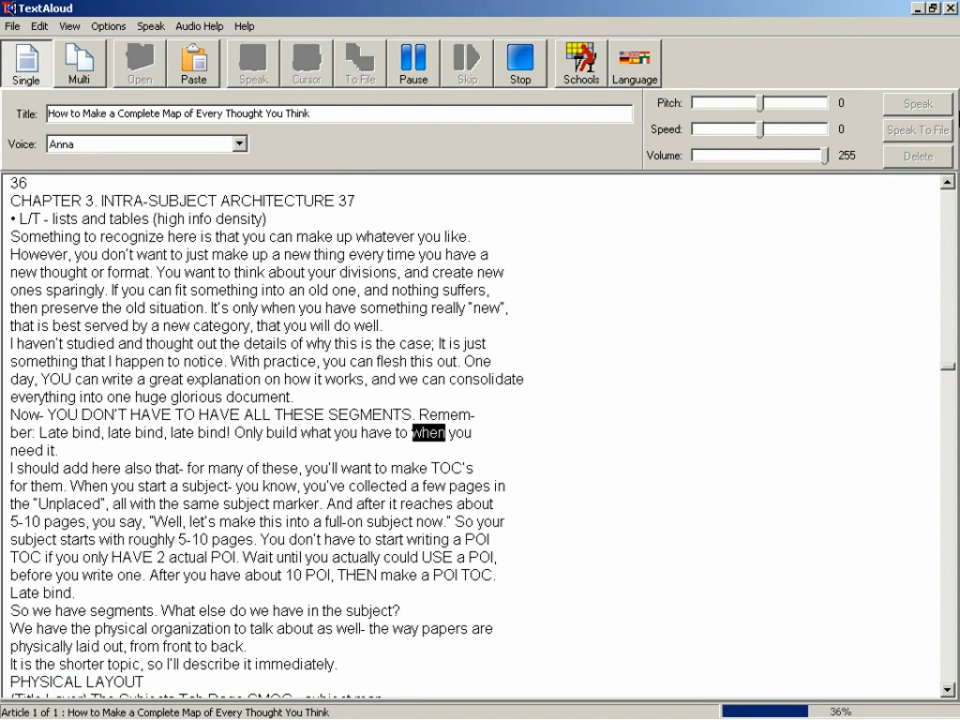 TextAloud
File Edit View Options Speak Audio Help Help
Single Multi Open Paste Speak Cursor To File Pause Skip Stop Schools Language
Title: How to Make a Complete Map of Every Thought You Think
Voice: Anna
Pitch: 0 Speak
Speed: 0 Speak To File
Volume: 255 Delete
36
CHAPTER 3. INTRA-SUBJECT ARCHITECTURE 37
• L/T - lists and tables (high info density)
Something to recognize here is that you can make up whatever you like.
However, you don't want to just make up a new thing every time you have a
new thought or format. You want to think about your divisions, and create new
ones sparingly. If you can fit something into an old one, and nothing suffers,
then preserve the old situation. It's only when you have something really "new",
that is best served by a new category, that you will do well.
I haven't studied and thought out the details of why this is the case; It is just
something that I happen to notice. With practice, you can flesh this out. One
day, YOU can write a great explanation on how it works, and we can consolidate
everything into one huge glorious document.
Now- YOU DON'T HAVE TO HAVE ALL THESE SEGMENTS. Remem-
ber: Late bind, late bind, late bind! Only build what you have to when you
need it.
I should add here also that- for many of these, you'll want to make TOC's
for them. When you start a subject- you know, you've collected a few pages in
the "Unplaced", all with the same subject marker. And after it reaches about
5-10 pages, you say, "Well, let's make this into a full-on subject now." So your
subject starts with roughly 5-10 pages. You don't have to start writing a POI
TOC if you only HAVE 2 actual POI. Wait until you actually could USE a POI,
before you write one. After you have about 10 POI, THEN make a POI TOC.
Late bind.
So we have segments. What else do we have in the subject?
We have the physical organization to talk about as well- the way papers are
physically laid out, from front to back.
It is the shorter topic, so I'll describe it immediately.
PHYSICAL LAYOUT
Article 1 of 1 : How to Make a Complete Map of Every Thought You Think 36%